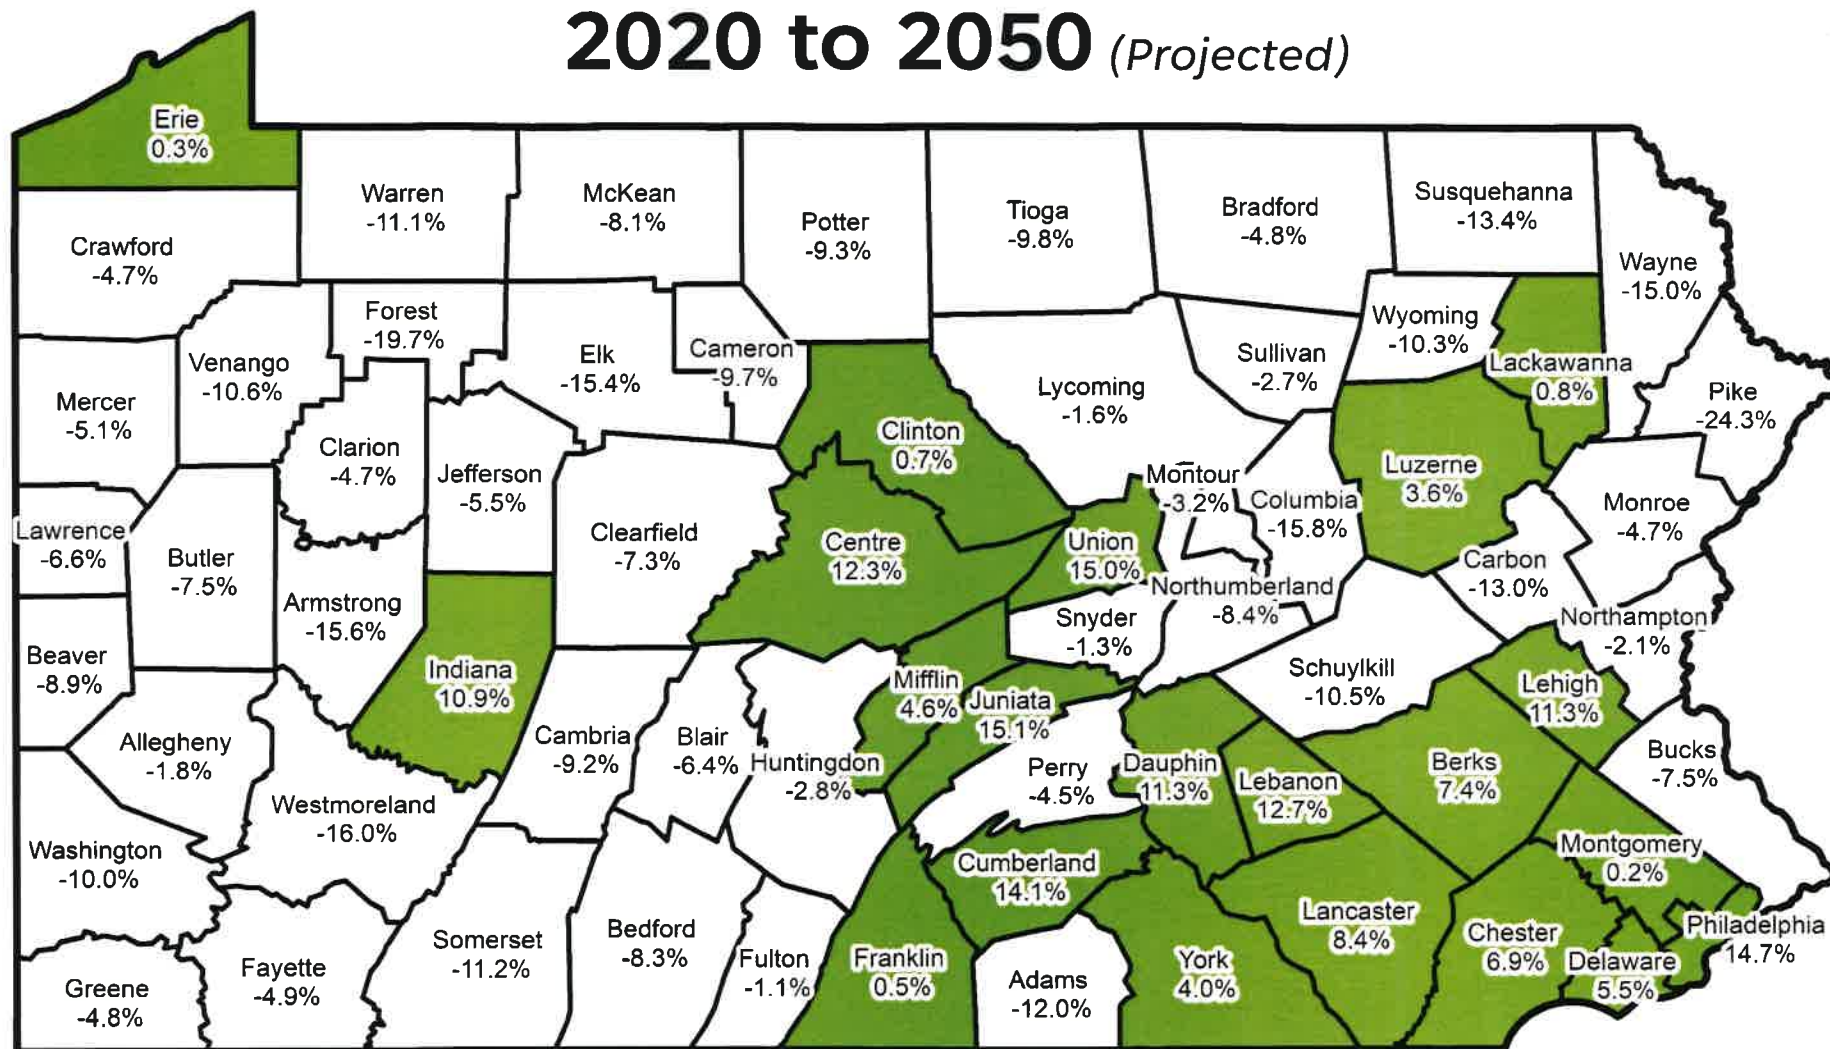 2020 to 2050 (Projected)
Erie
0.3%
Warren
-11.1%
McKean
-8.1%
Potter
-9.3%
Tioga
-9.8%
Bradford
-4.8%
Susquehanna
-13.4%
Crawford
-4.7%
Wayne
-15.0%
Forest
-19.7%
Venango
-10.6%
Elk
-15.4%
Cameron
-9.7%
Wyoming
-10.3%
Sullivan
-2.7%
Lackawanna
0.8%
Mercer
-5.1%
Lycoming
-1.6%
Pike
-24.3%
Clarion
-4.7%
Jefferson
-5.5%
Clinton
0.7%
Montour
-3.2%
Columbia
-15.8%
Luzerne
3.6%
Monroe
-4.7%
Lawrence
-6.6%
Butler
-7.5%
Clearfield
-7.3%
Centre
12.3%
Union
15.0%
Northumberland
-8.4%
Carbon
-13.0%
Armstrong
-15.6%
Snyder
-1.3%
Northampton
-2.1%
Beaver
-8.9%
Indiana
10.9%
Mifflin
4.6%
Juniata
15.1%
Schuylkill
-10.5%
Lehigh
11.3%
Allegheny
-1.8%
Cambria
-9.2%
Blair
-6.4%
Huntingdon
-2.8%
Perry
-4.5%
Dauphin
11.3%
Lebanon
12.7%
Berks
7.4%
Bucks
-7.5%
Westmoreland
-16.0%
Washington
-10.0%
Cumberland
14.1%
Montgomery
0.2%
Lancaster
8.4%
Philadelphia
14.7%
Greene
-4.8%
Fayette
-4.9%
Somerset
-11.2%
Bedford
-8.3%
Fulton
-1.1%
Franklin
0.5%
Adams
-12.0%
York
4.0%
Chester
6.9%
Delaware
5.5%